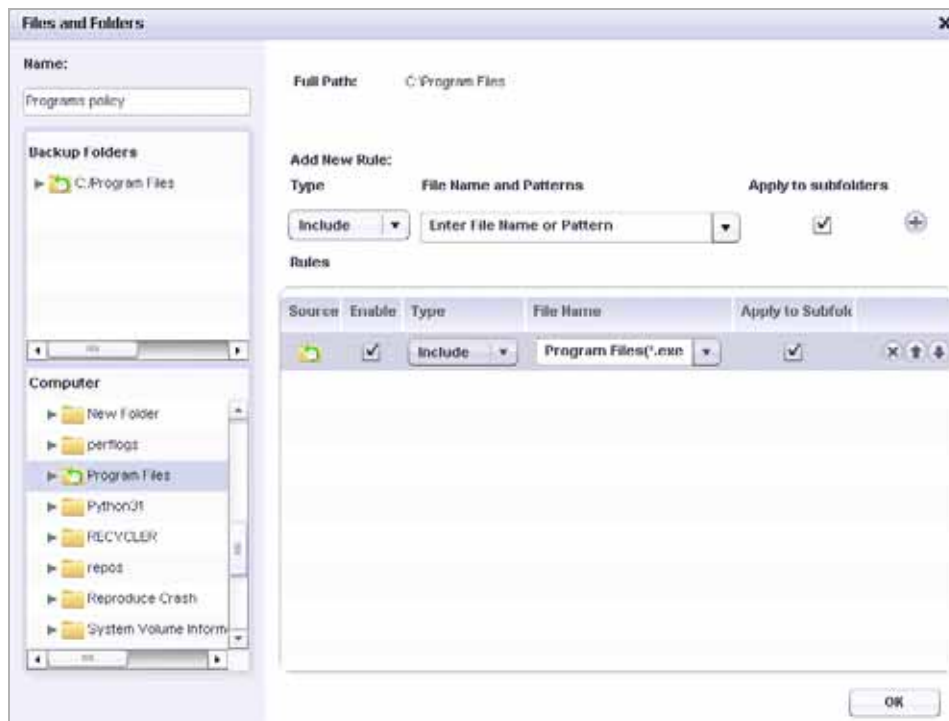 Files and Folders
Name:
Programs policy
Backup Folders
C:/Program Files
Computer
New Folder
perflogs
Program Files
Python31
RECYCLER
repos
Reproduce Crash
System Volume Inform
Full Path: C:\Program Files
Add New Rule:
Type File Name and Patterns Apply to subfolders
Include Enter File Name or Pattern
Rules
Source Enable Type File Name Apply to Subfol
Include Program Files(*.exe
OK